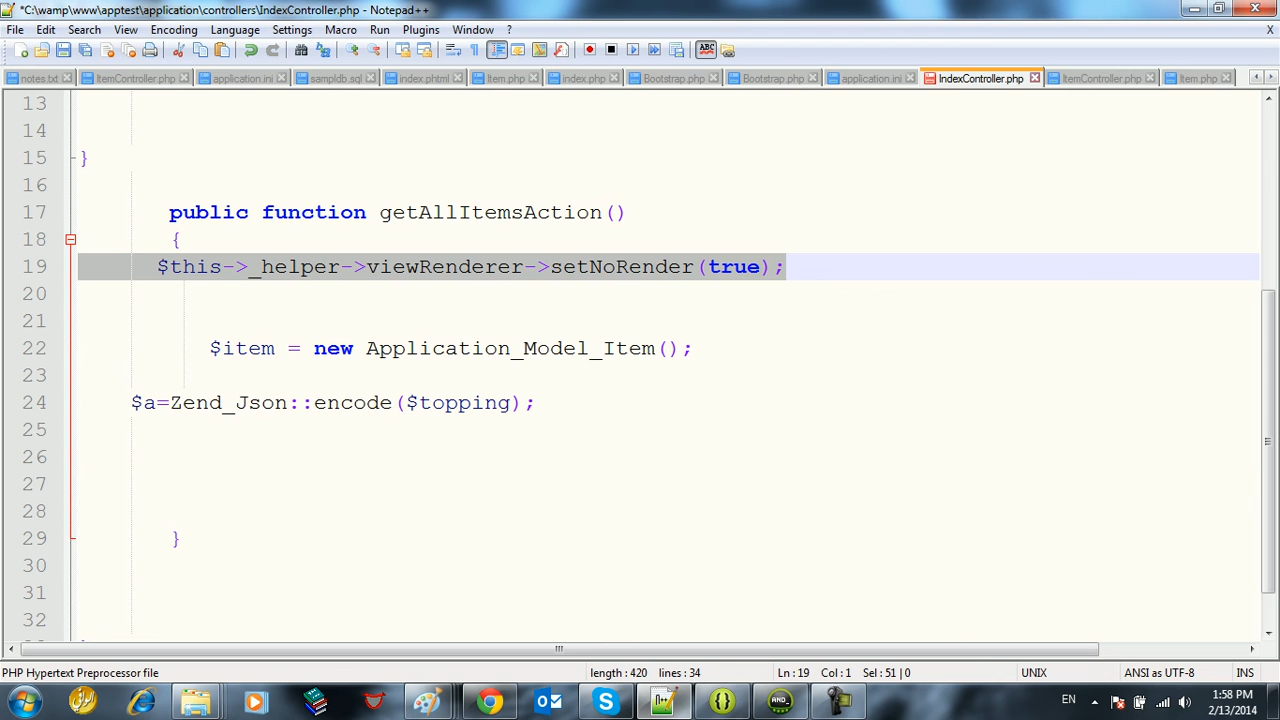 *C:\wamp\www\apptest\application\controllers\IndexController.php - Notepad++
File Edit Search View Encoding Language Settings Macro Run Plugins Window ? X
notes.txt ItemController.php application.ini sampldb.sql index.phtml Item.php index.php Bootstrap.php Bootstrap.php application.ini IndexController.php ItemController.php Item.php
13
14
15 }
16
17 public function getAllItemsAction()
18 {
19 $this->_helper->viewRenderer->setNoRender(true);
20
21
22 $item = new Application_Model_Item();
23
24 $a=Zend_Json::encode($topping);
25
26
27
28
29 }
30
31
32
PHP Hypertext Preprocessor file length : 420 lines : 34 Ln : 19 Col : 1 Sel : 51 | 0 UNIX ANSI as UTF-8 INS
EN 1:58 PM
2/13/2014